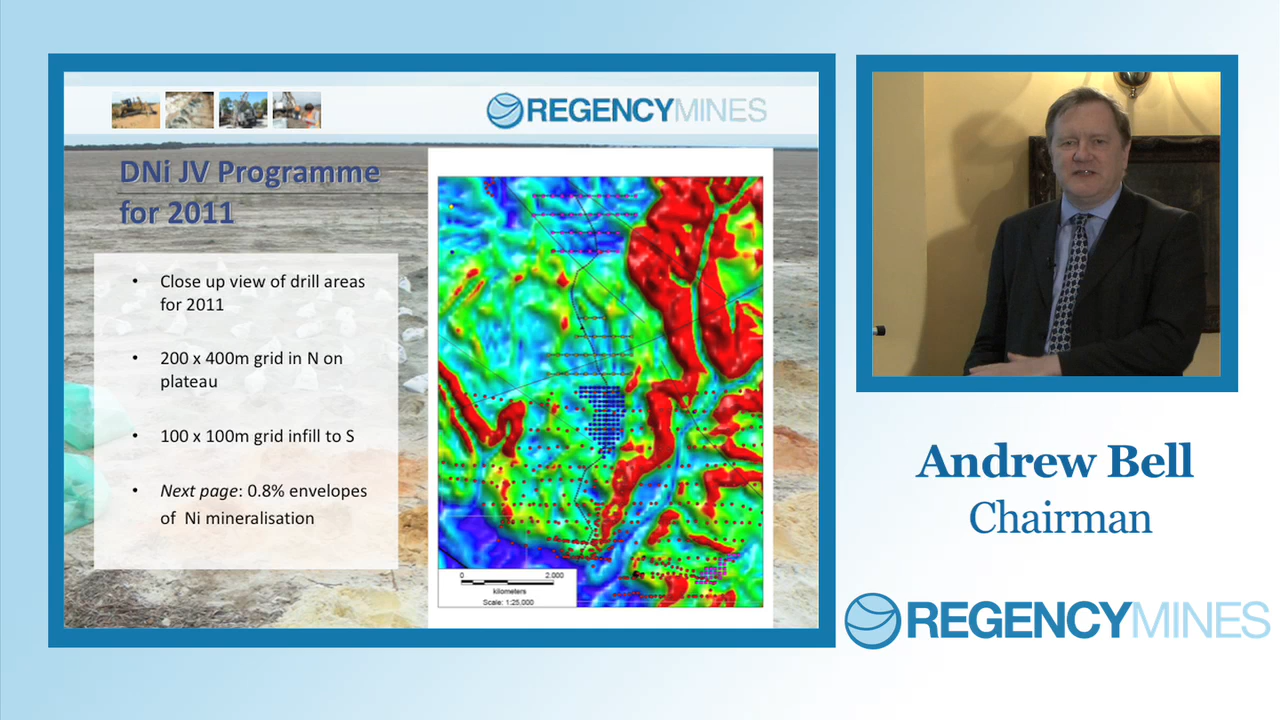 REGENCYMINES
DNi JV Programme
for 2011
• Close up view of drill areas
for 2011
• 200 x 400m grid in N on
plateau
• 100 x 100m grid infill to S
• Next page: 0.8% envelopes
of Ni mineralisation
0 2,000
kilometers
Scale: 1:25,000
Andrew Bell
Chairman
REGENCYMINES